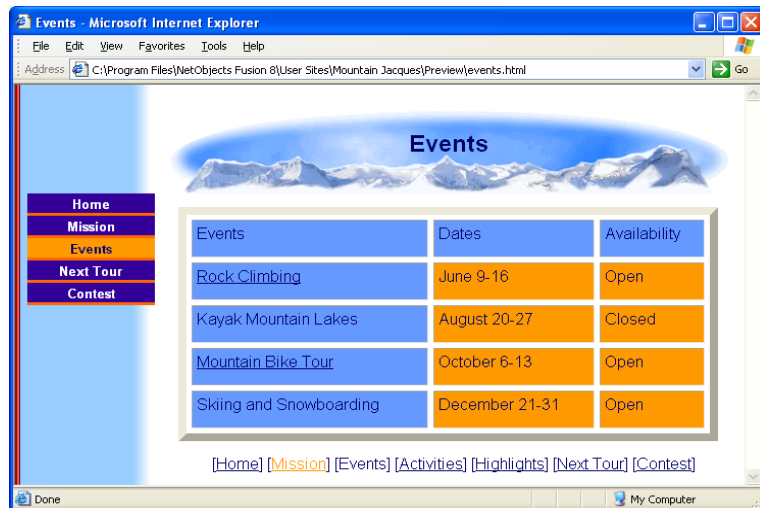 Events - Microsoft Internet Explorer
File Edit View Favorites Tools Help
Address C:\Program Files\NetObjects Fusion 8\User Sites\Mountain Jacques\Preview\events.html Go
Events
Home
Mission
Events
Next Tour
Contest
Events Dates Availability
Rock Climbing June 9-16 Open
Kayak Mountain Lakes August 20-27 Closed
Mountain Bike Tour October 6-13 Open
Skiing and Snowboarding December 21-31 Open
[Home] [Mission] [Events] [Activities] [Highlights] [Next Tour] [Contest]
Done My Computer